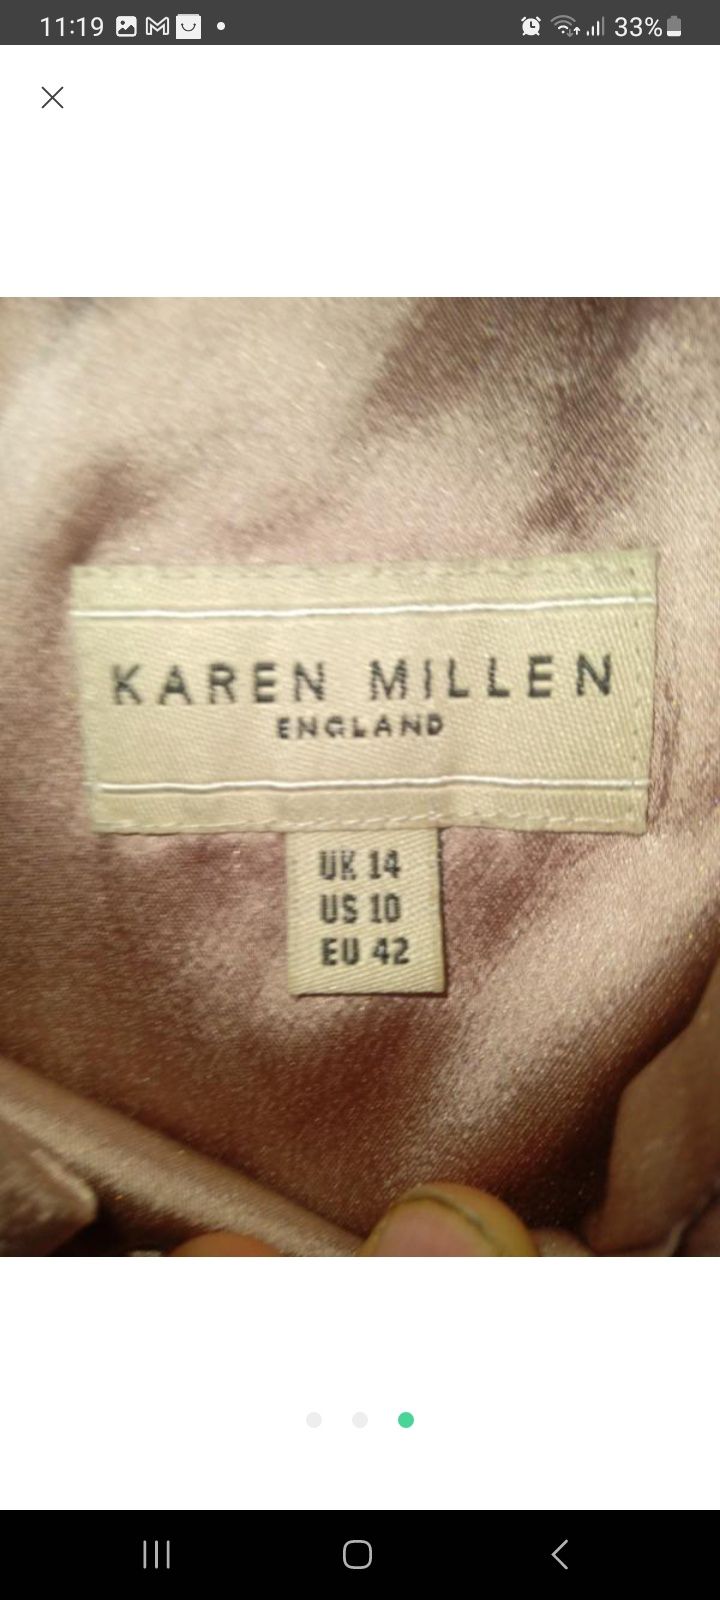 11:19
33%
KAREN MILLEN
ENGLAND
UK 14
US 10
EU 42